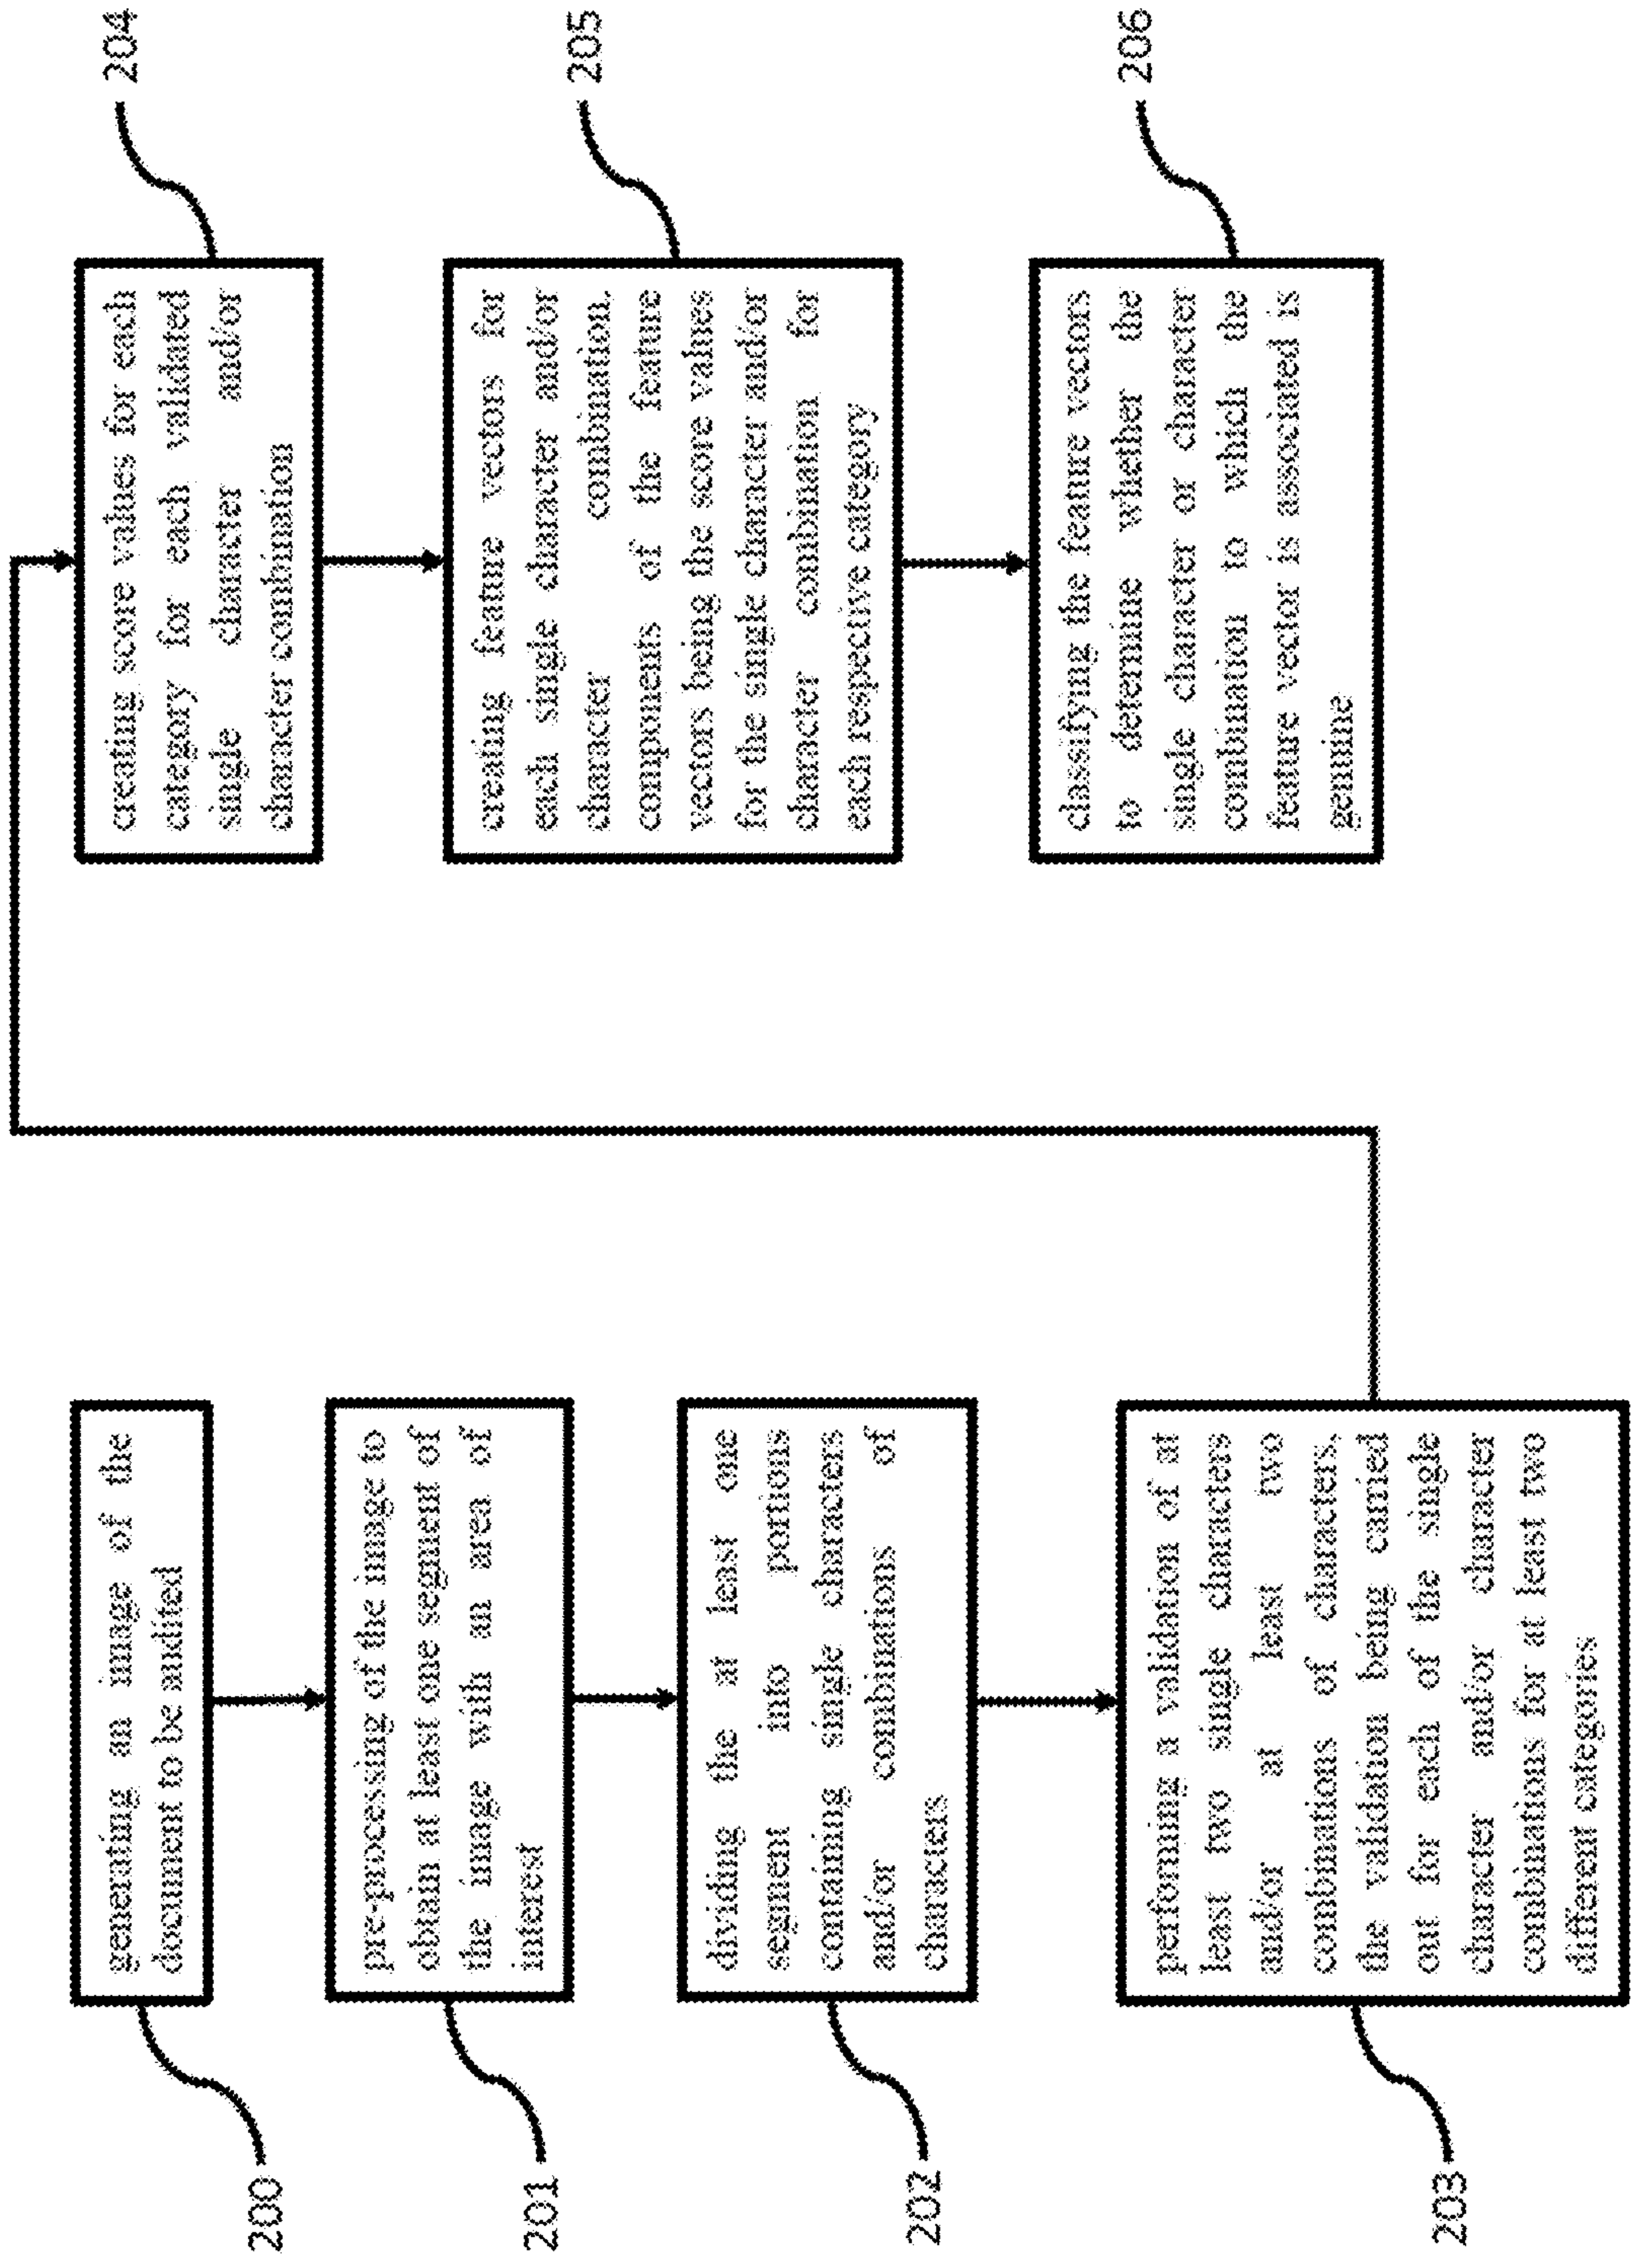 200
generating an image of the
document to be audited
201
pre-processing of the image to
obtain at least one segment of
the image with an area of
interest
202
dividing the at least one
segment into portions
containing single characters
and/or combinations of
characters
203
performing a validation of at
least two single characters
and/or at least two
combinations of characters,
the validation being carried
out for each of the single
character and/or character
combinations for at least two
different categories
204
creating score values for each
category for each validated
single character and/or
character combination
205
creating feature vectors for
each single character and/or
character combination,
components of the feature
vectors being the score values
for the single character and/or
character combination for
each respective category
206
classifying the feature vectors
to determine whether the
single character or character
combination to which the
feature vector is associated is
genuine